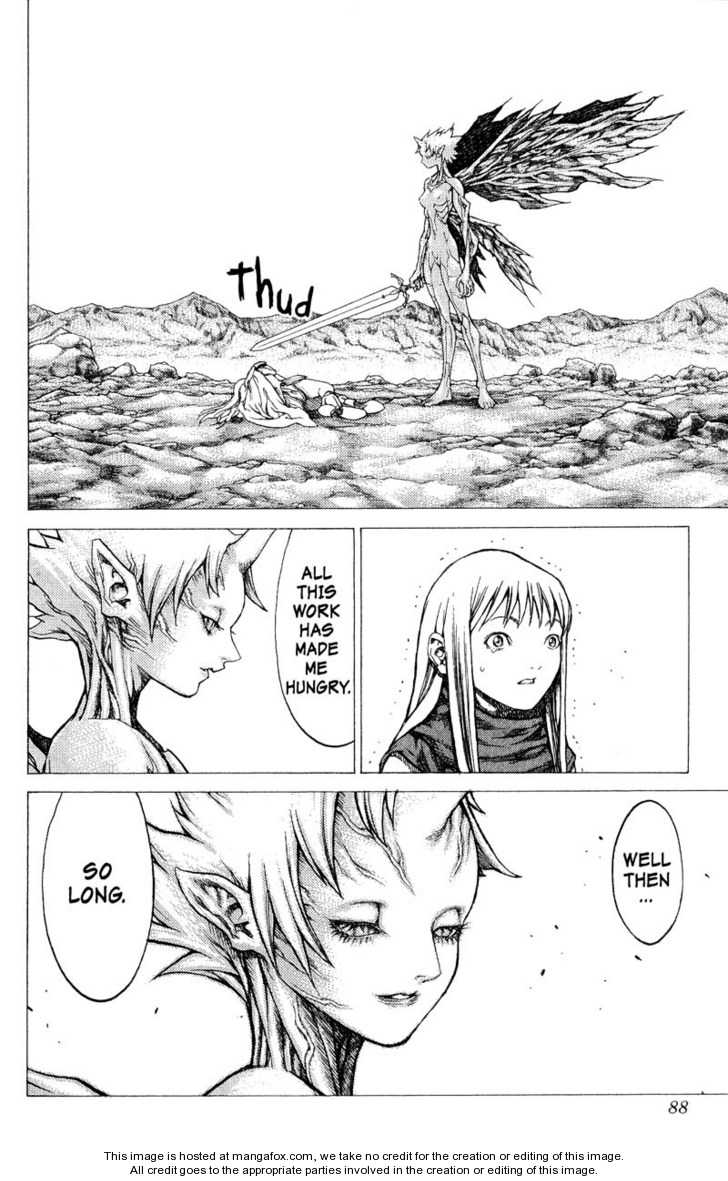 Thud
ALL
THIS
WORK
HAS
MADE
ME
HUNGRY.
WELL
THEN
...
SO
LONG.
88
This image is hosted at mangafox.com, we take no credit for the creation or editing of this image.
All credit goes to the appropriate parties involved in the creation or editing of this image.